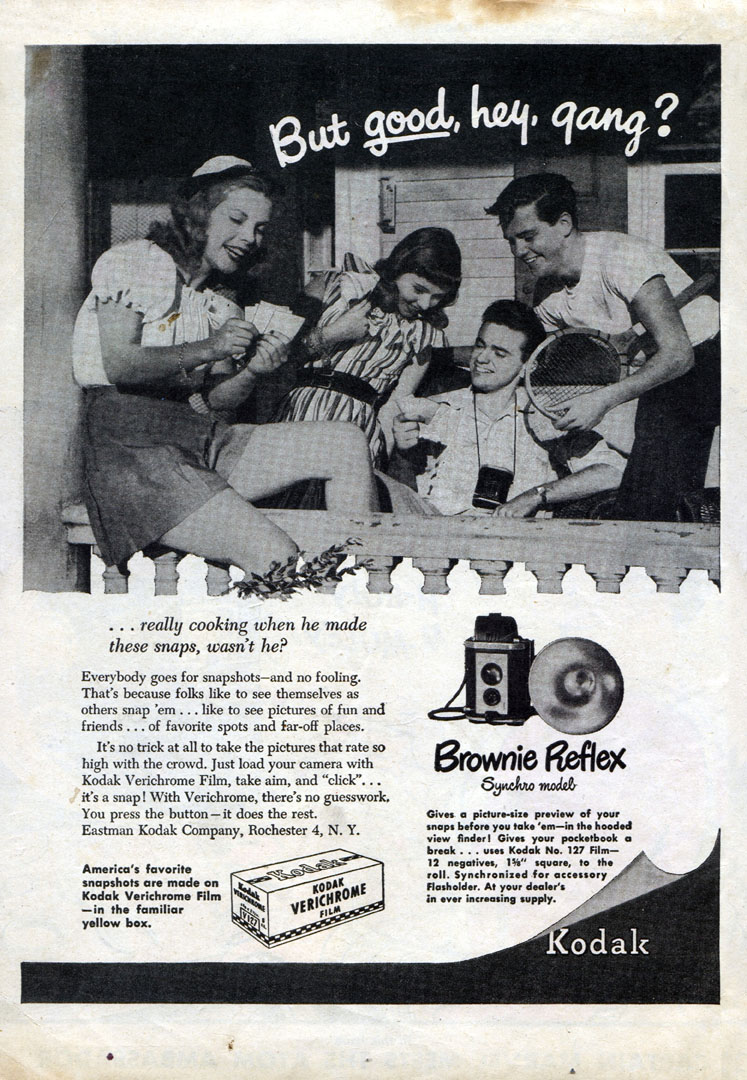 But good, hey, gang?
. . . really cooking when he made
these snaps, wasn't he?
Everybody goes for snapshots—and no fooling.
That's because folks like to see themselves as
others snap 'em . . . like to see pictures of fun and
friends . . . of favorite spots and far-off places.
It's no trick at all to take the pictures that rate so
high with the crowd. Just load your camera with
Kodak Verichrome Film, take aim, and "click". . .
it's a snap! With Verichrome, there's no guesswork.
You press the button—it does the rest.
Eastman Kodak Company, Rochester 4, N. Y.
America's favorite
snapshots are made on
Kodak Verichrome Film
—in the familiar
yellow box.
Kodak
KODAK
VERICHROME
FILM
Kodak
VERICHROME
V 127
Brownie Reflex
Synchro model
Gives a picture-size preview of your
snaps before you take 'em—in the hooded
view finder! Gives your pocketbook a
break . . . uses Kodak No. 127 Film—
12 negatives, 1⅝" square, to the
roll. Synchronized for accessory
Flasholder. At your dealer's
in ever increasing supply.
Kodak